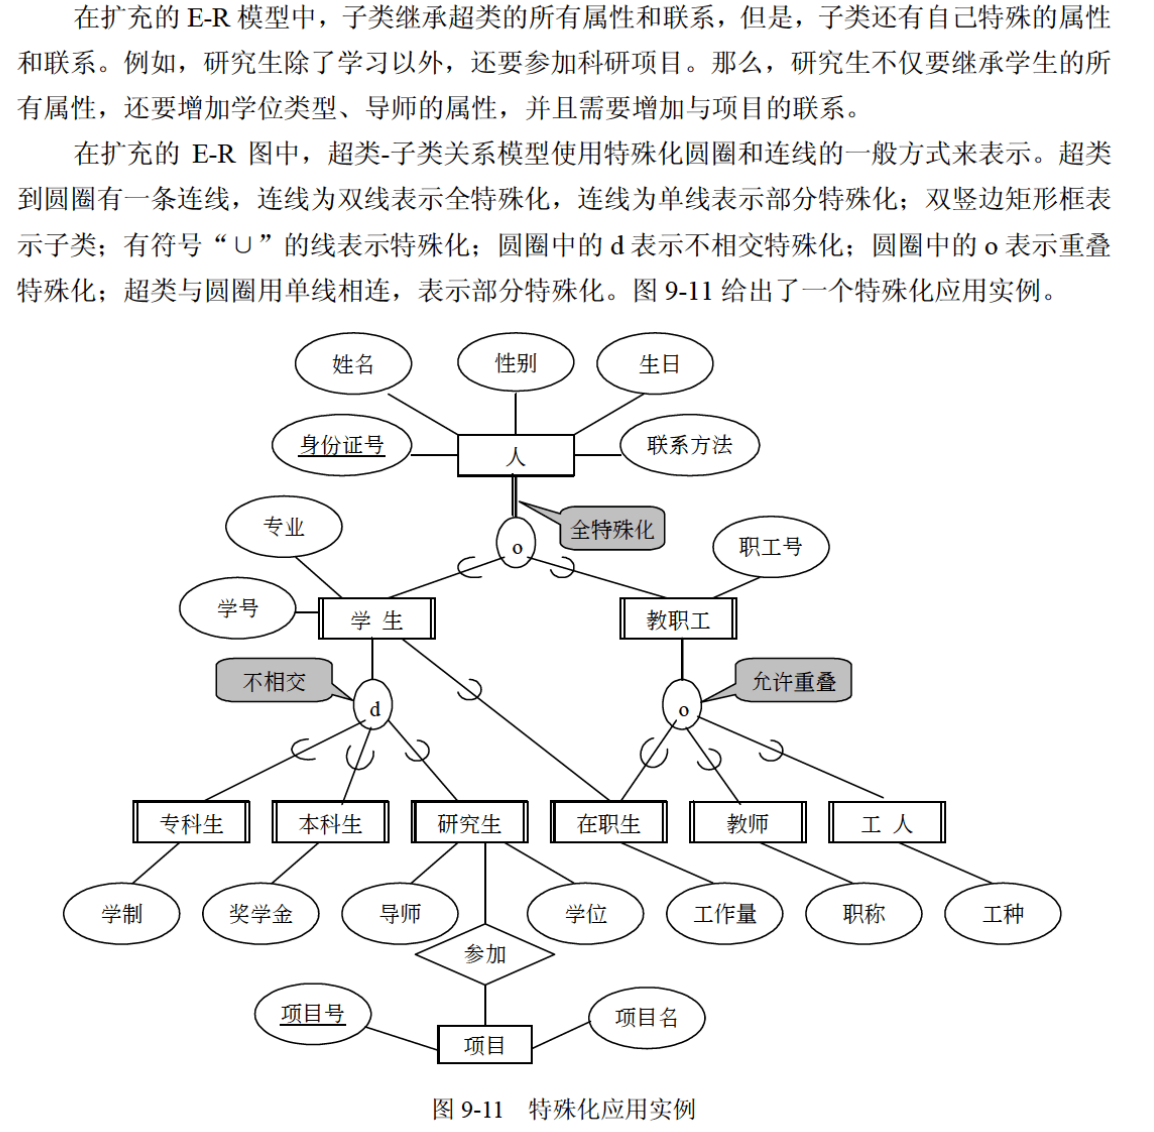 在扩充的 E-R 模型中，子类继承超类的所有属性和联系，但是，子类还有自己特殊的属性
和联系。例如，研究生除了学习以外，还要参加科研项目。那么，研究生不仅要继承学生的所
有属性，还要增加学位类型、导师的属性，并且需要增加与项目的联系。
在扩充的 E-R 图中，超类-子类关系模型使用特殊化圆圈和连线的一般方式来表示。超类
到圆圈有一条连线，连线为双线表示全特殊化，连线为单线表示部分特殊化；双竖边矩形框表
示子类；有符号“∪”的线表示特殊化；圆圈中的 d 表示不相交特殊化；圆圈中的 o 表示重叠
特殊化；超类与圆圈用单线相连，表示部分特殊化。图 9-11 给出了一个特殊化应用实例。
姓名 性别 生日
身份证号 人 联系方法
专业 全特殊化
o 职工号
学号 学 生 教职工
不相交 允许重叠
d o
专科生 本科生 研究生 在职生 教师 工 人
学制 奖学金 导师 学位 工作量 职称 工种
参加
项目号 项目名
项目
图 9-11 特殊化应用实例